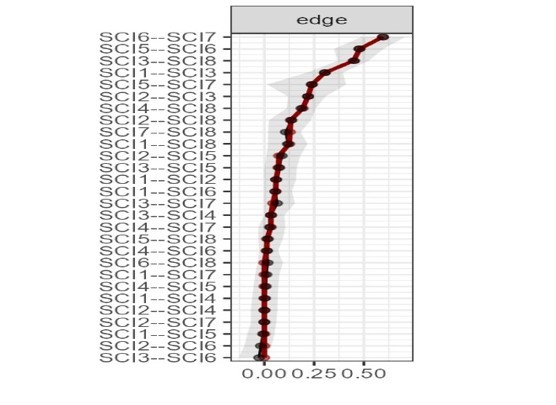 edge
SCI6--SCI7
SCI5--SCI6
SCI3--SCI8
SCI1--SCI3
SCI5--SCI7
SCI2--SCI3
SCI4--SCI8
SCI2--SCI8
SCI7--SCI8
SCI1--SCI8
SCI2--SCI5
SCI3--SCI5
SCI1--SCI2
SCI1--SCI6
SCI3--SCI7
SCI3--SCI4
SCI4--SCI7
SCI5--SCI8
SCI4--SCI6
SCI6--SCI8
SCI1--SCI7
SCI4--SCI5
SCI1--SCI4
SCI2--SCI4
SCI2--SCI7
SCI1--SCI5
SCI2--SCI6
SCI3--SCI6
0.00 0.25 0.50